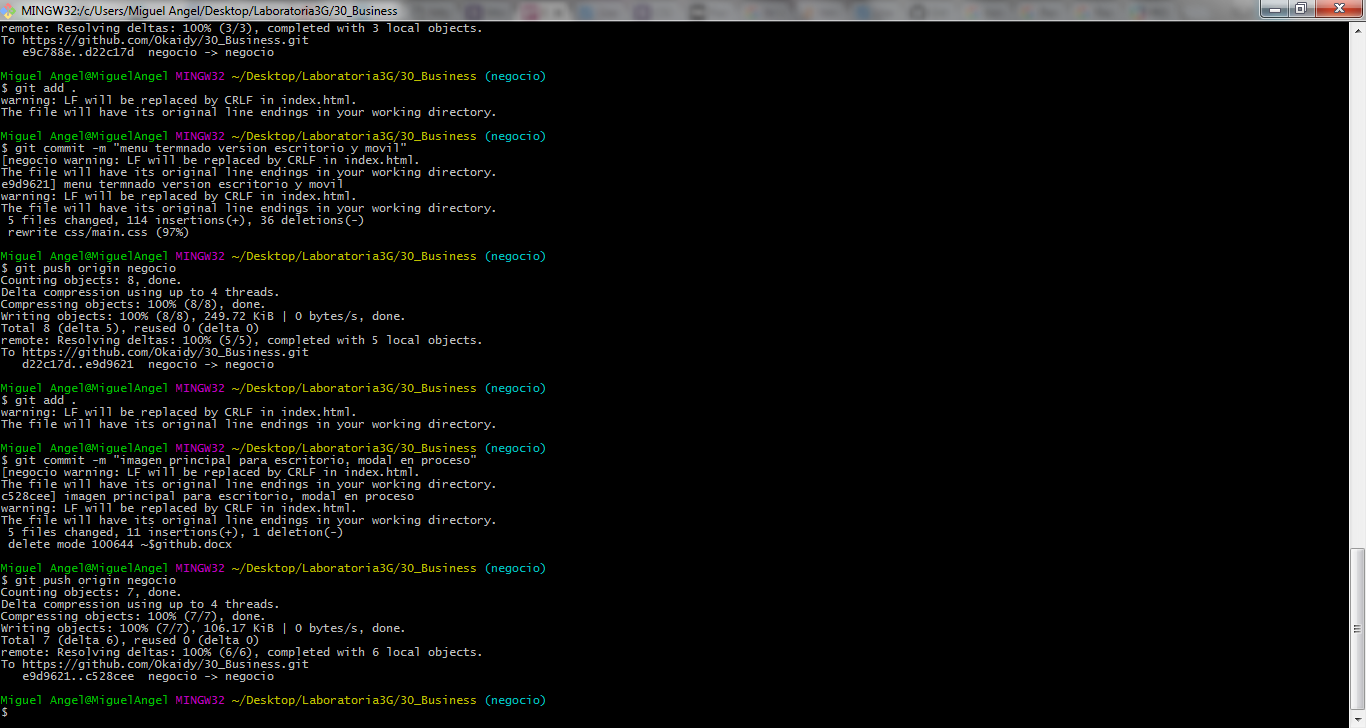 MINGW32:/c/Users/Miguel Angel/Desktop/Laboratoria3G/30_Business
remote: Resolving deltas: 100% (3/3), completed with 3 local objects.
To https://github.com/Okaidy/30_Business.git
   e9c788e..d22c17d  negocio -> negocio
Miguel Angel@MiguelAngel MINGW32 ~/Desktop/Laboratoria3G/30_Business (negocio)
$ git add .
warning: LF will be replaced by CRLF in index.html.
The file will have its original line endings in your working directory.
Miguel Angel@MiguelAngel MINGW32 ~/Desktop/Laboratoria3G/30_Business (negocio)
$ git commit -m "menu termnado version escritorio y movil"
[negocio warning: LF will be replaced by CRLF in index.html.
The file will have its original line endings in your working directory.
e9d9621] menu termnado version escritorio y movil
warning: LF will be replaced by CRLF in index.html.
The file will have its original line endings in your working directory.
 5 files changed, 114 insertions(+), 36 deletions(-)
 rewrite css/main.css (97%)
Miguel Angel@MiguelAngel MINGW32 ~/Desktop/Laboratoria3G/30_Business (negocio)
$ git push origin negocio
Counting objects: 8, done.
Delta compression using up to 4 threads.
Compressing objects: 100% (8/8), done.
Writing objects: 100% (8/8), 249.72 KiB | 0 bytes/s, done.
Total 8 (delta 5), reused 0 (delta 0)
remote: Resolving deltas: 100% (5/5), completed with 5 local objects.
To https://github.com/Okaidy/30_Business.git
   d22c17d..e9d9621  negocio -> negocio
Miguel Angel@MiguelAngel MINGW32 ~/Desktop/Laboratoria3G/30_Business (negocio)
$ git add .
warning: LF will be replaced by CRLF in index.html.
The file will have its original line endings in your working directory.
Miguel Angel@MiguelAngel MINGW32 ~/Desktop/Laboratoria3G/30_Business (negocio)
$ git commit -m "imagen principal para escritorio, modal en proceso"
[negocio warning: LF will be replaced by CRLF in index.html.
The file will have its original line endings in your working directory.
c528cee] imagen principal para escritorio, modal en proceso
warning: LF will be replaced by CRLF in index.html.
The file will have its original line endings in your working directory.
 5 files changed, 11 insertions(+), 1 deletion(-)
 delete mode 100644 ~$github.docx
Miguel Angel@MiguelAngel MINGW32 ~/Desktop/Laboratoria3G/30_Business (negocio)
$ git push origin negocio
Counting objects: 7, done.
Delta compression using up to 4 threads.
Compressing objects: 100% (7/7), done.
Writing objects: 100% (7/7), 106.17 KiB | 0 bytes/s, done.
Total 7 (delta 6), reused 0 (delta 0)
remote: Resolving deltas: 100% (6/6), completed with 6 local objects.
To https://github.com/Okaidy/30_Business.git
   e9d9621..c528cee  negocio -> negocio
Miguel Angel@MiguelAngel MINGW32 ~/Desktop/Laboratoria3G/30_Business (negocio)
$